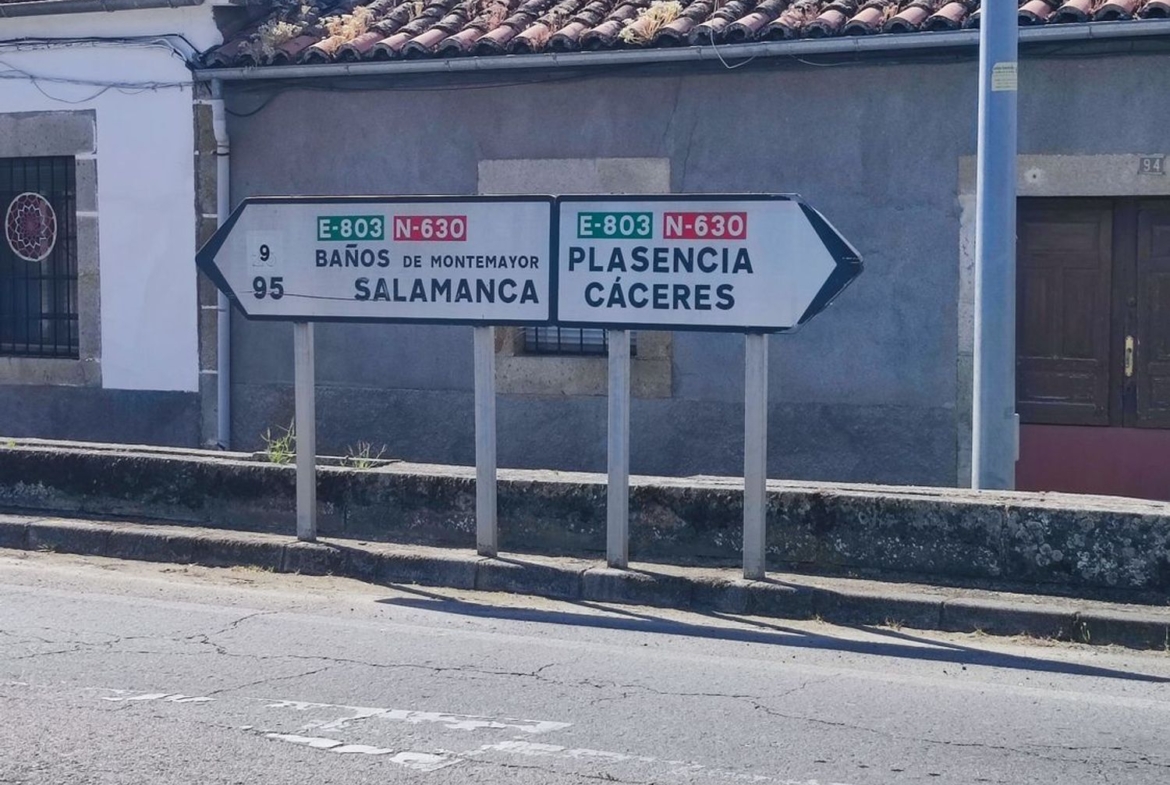 E-803 N-630
9 BAÑOS DE MONTEMAYOR
95 SALAMANCA
E-803 N-630
PLASENCIA
CÁCERES
94